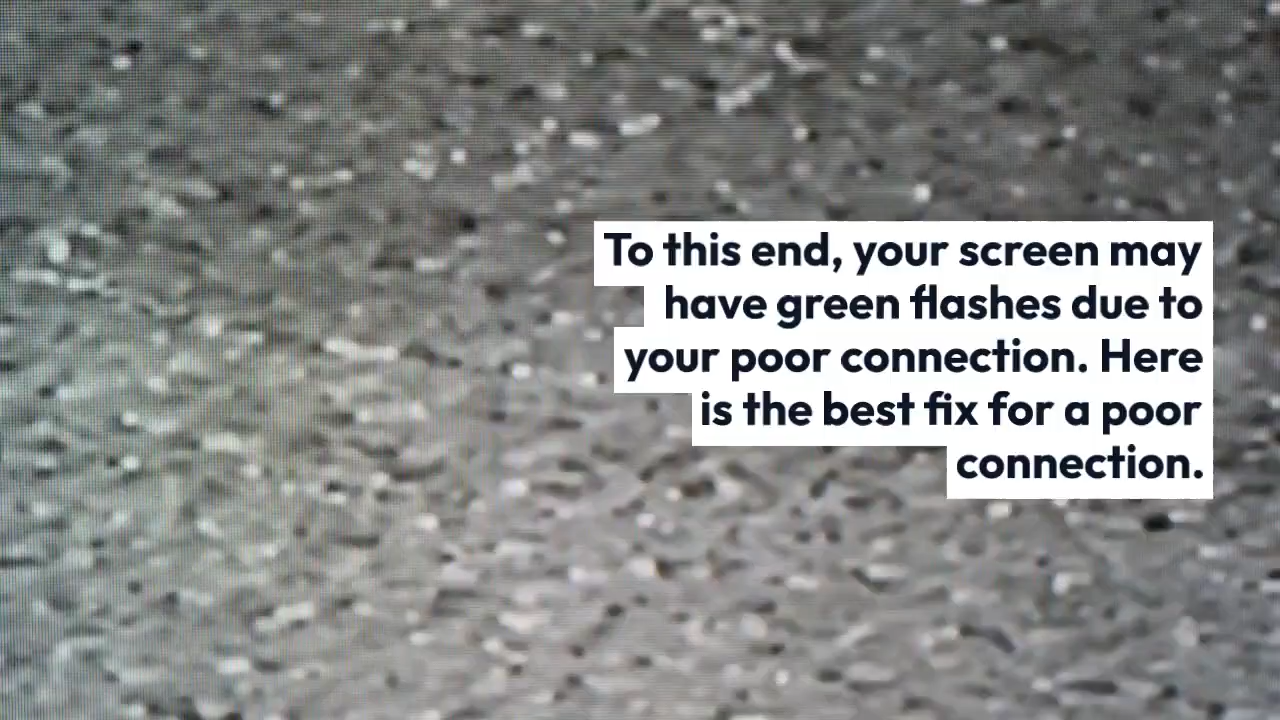 To this end, your screen may
have green flashes due to
your poor connection. Here
is the best fix for a poor
connection.